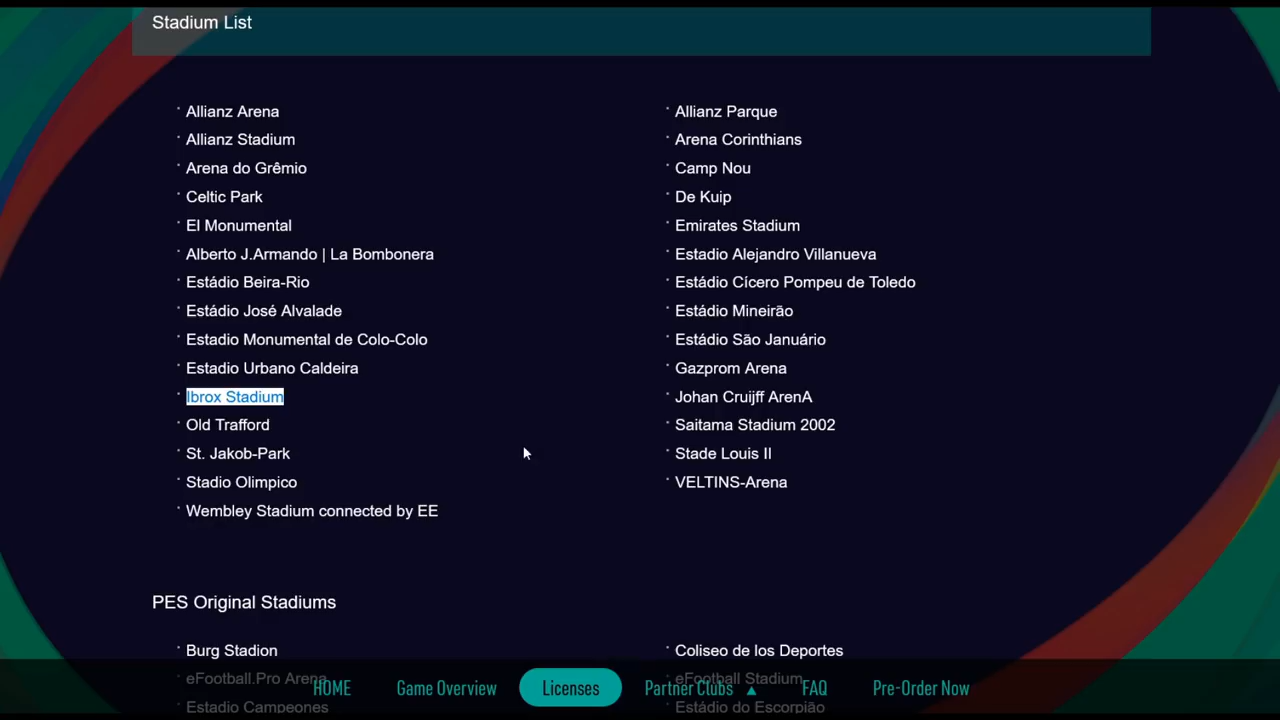 Stadium List
Allianz Arena
Allianz Parque
Allianz Stadium
Arena Corinthians
Arena do Grêmio
Camp Nou
Celtic Park
De Kuip
El Monumental
Emirates Stadium
Alberto J.Armando | La Bombonera
Estadio Alejandro Villanueva
Estádio Beira-Rio
Estádio Cícero Pompeu de Toledo
Estádio José Alvalade
Estádio Mineirão
Estadio Monumental de Colo-Colo
Estádio São Januário
Estadio Urbano Caldeira
Gazprom Arena
Ibrox Stadium
Johan Cruijff ArenA
Old Trafford
Saitama Stadium 2002
St. Jakob-Park
Stade Louis II
Stadio Olimpico
VELTINS-Arena
Wembley Stadium connected by EE
PES Original Stadiums
Burg Stadion
Coliseo de los Deportes
eFootball.Pro Arena
eFootball Stadium
HOME
Game Overview
Licenses
Partner Clubs ▲
FAQ
Pre-Order Now
Estadio Campeones
Estádio do Escorpião